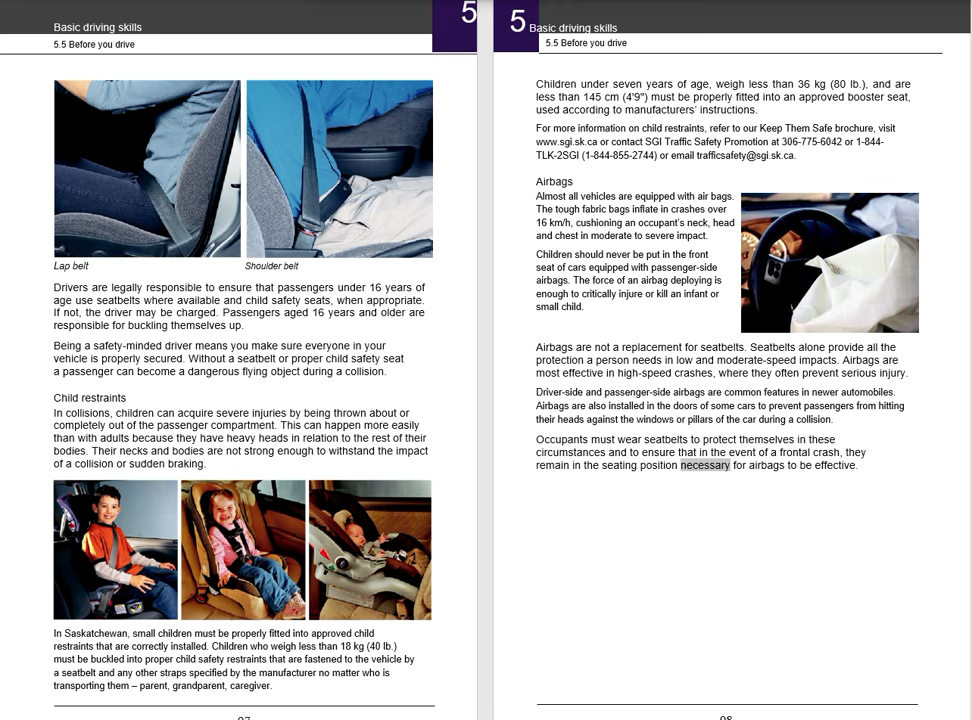 5
Basic driving skills
5.5 Before you drive
Lap belt
Shoulder belt
Drivers are legally responsible to ensure that passengers under 16 years of
age use seatbelts where available and child safety seats, when appropriate.
If not, the driver may be charged. Passengers aged 16 years and older are
responsible for buckling themselves up.
Being a safety-minded driver means you make sure everyone in your
vehicle is properly secured. Without a seatbelt or proper child safety seat
a passenger can become a dangerous flying object during a collision.
Child restraints
In collisions, children can acquire severe injuries by being thrown about or
completely out of the passenger compartment. This can happen more easily
than with adults because they have heavy heads in relation to the rest of their
bodies. Their necks and bodies are not strong enough to withstand the impact
of a collision or sudden braking.
In Saskatchewan, small children must be properly fitted into approved child
restraints that are correctly installed. Children who weigh less than 18 kg (40 lb.)
must be buckled into proper child safety restraints that are fastened to the vehicle by
a seatbelt and any other straps specified by the manufacturer no matter who is
transporting them – parent, grandparent, caregiver.
97
5 Basic driving skills
5.5 Before you drive
Children under seven years of age, weigh less than 36 kg (80 lb.), and are
less than 145 cm (4'9") must be properly fitted into an approved booster seat,
used according to manufacturers' instructions.
For more information on child restraints, refer to our Keep Them Safe brochure, visit
www.sgi.sk.ca or contact SGI Traffic Safety Promotion at 306-775-6042 or 1-844-
TLK-2SGI (1-844-855-2744) or email trafficsafety@sgi.sk.ca.
Airbags
Almost all vehicles are equipped with air bags.
The tough fabric bags inflate in crashes over
16 km/h, cushioning an occupant's neck, head
and chest in moderate to severe impact.
Children should never be put in the front
seat of cars equipped with passenger-side
airbags. The force of an airbag deploying is
enough to critically injure or kill an infant or
small child.
Airbags are not a replacement for seatbelts. Seatbelts alone provide all the
protection a person needs in low and moderate-speed impacts. Airbags are
most effective in high-speed crashes, where they often prevent serious injury.
Driver-side and passenger-side airbags are common features in newer automobiles.
Airbags are also installed in the doors of some cars to prevent passengers from hitting
their heads against the windows or pillars of the car during a collision.
Occupants must wear seatbelts to protect themselves in these
circumstances and to ensure that in the event of a frontal crash, they
remain in the seating position necessary for airbags to be effective.
98